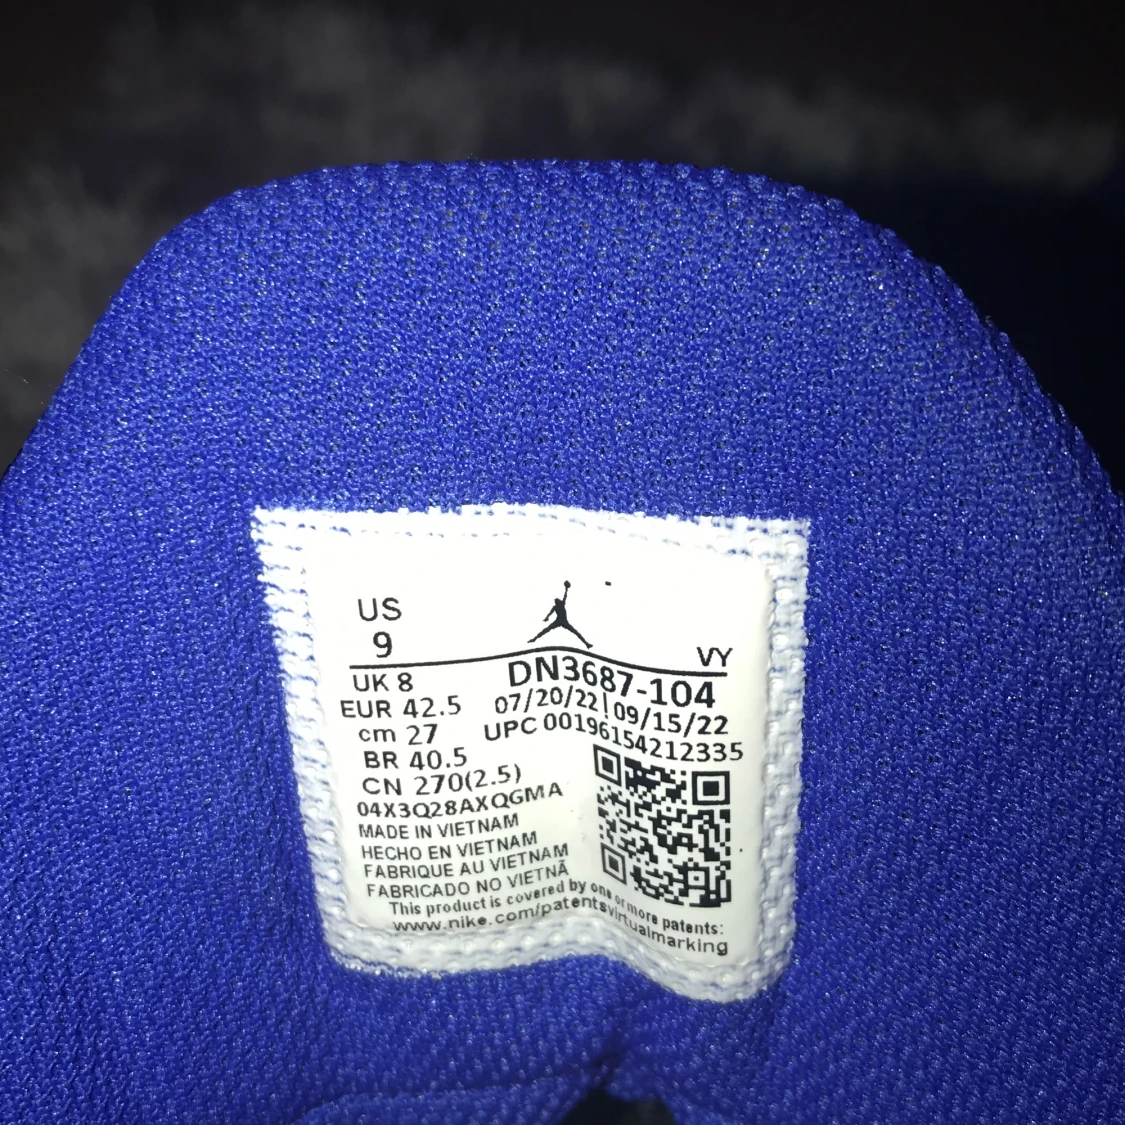 US
9
VY
UK 8
EUR 42.5
cm 27
BR 40.5
CN 270(2.5)
DN3687-104
07/20/22|09/15/22
UPC 00196154212335
04X3Q28AXQGMA
MADE IN VIETNAM
HECHO EN VIETNAM
FABRIQUE AU VIETNAM
FABRICADO NO VIETNÃ
This product is covered by one or more patents:
www.nike.com/patentsvirtualmarking